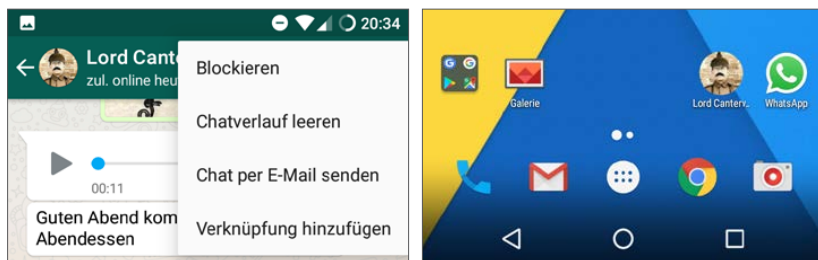 20:34
Lord Cant
zul. online heu
Blockieren
Chatverlauf leeren
Chat per E-Mail senden
Verknüpfung hinzufügen
00:11
Guten Abend kom
Abendessen
G G
Galerie
Lord Canterv..
WhatsApp